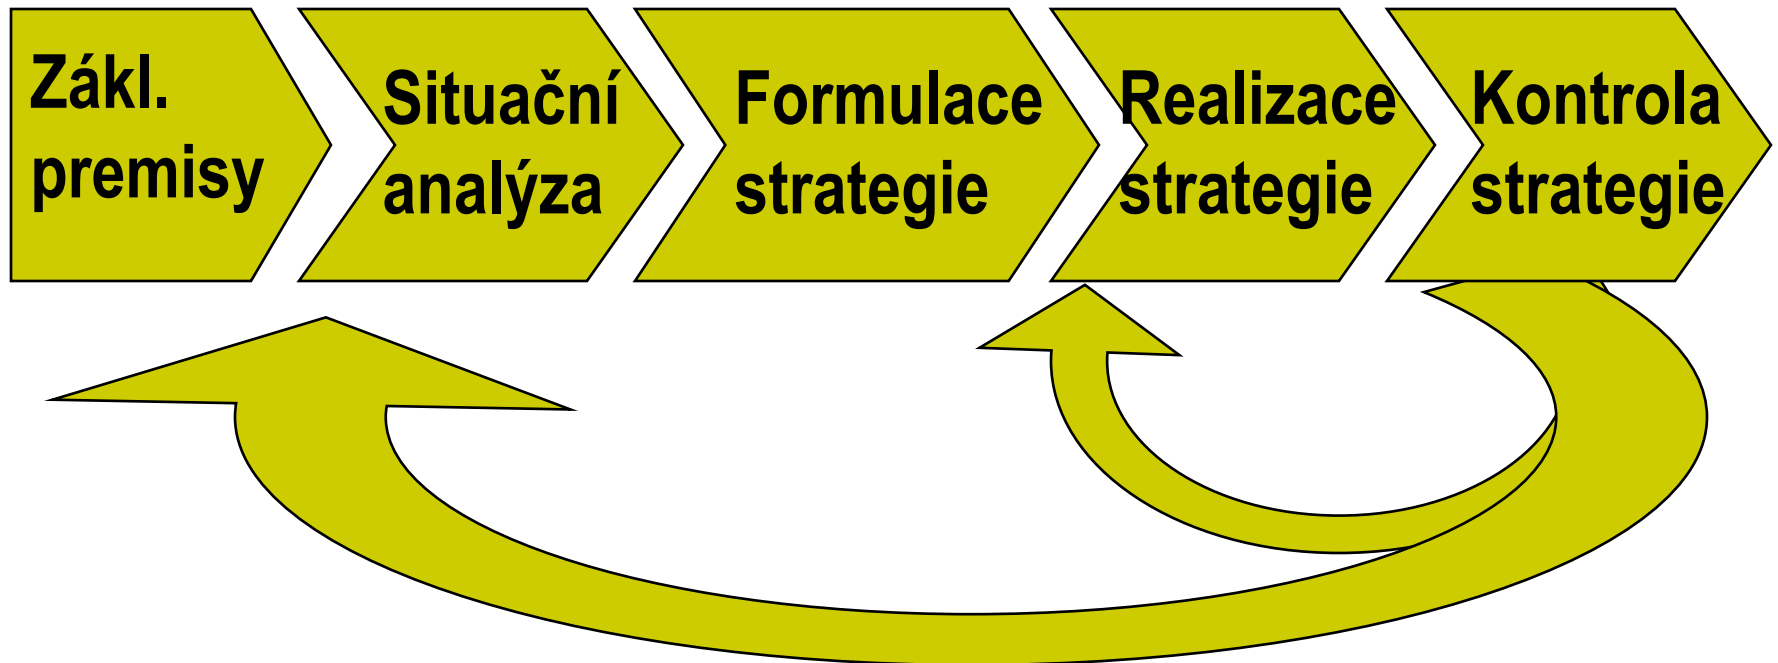 Zákl.
premisy
Situační
analýza
Formulace
strategie
Realizace
strategie
Kontrola
strategie